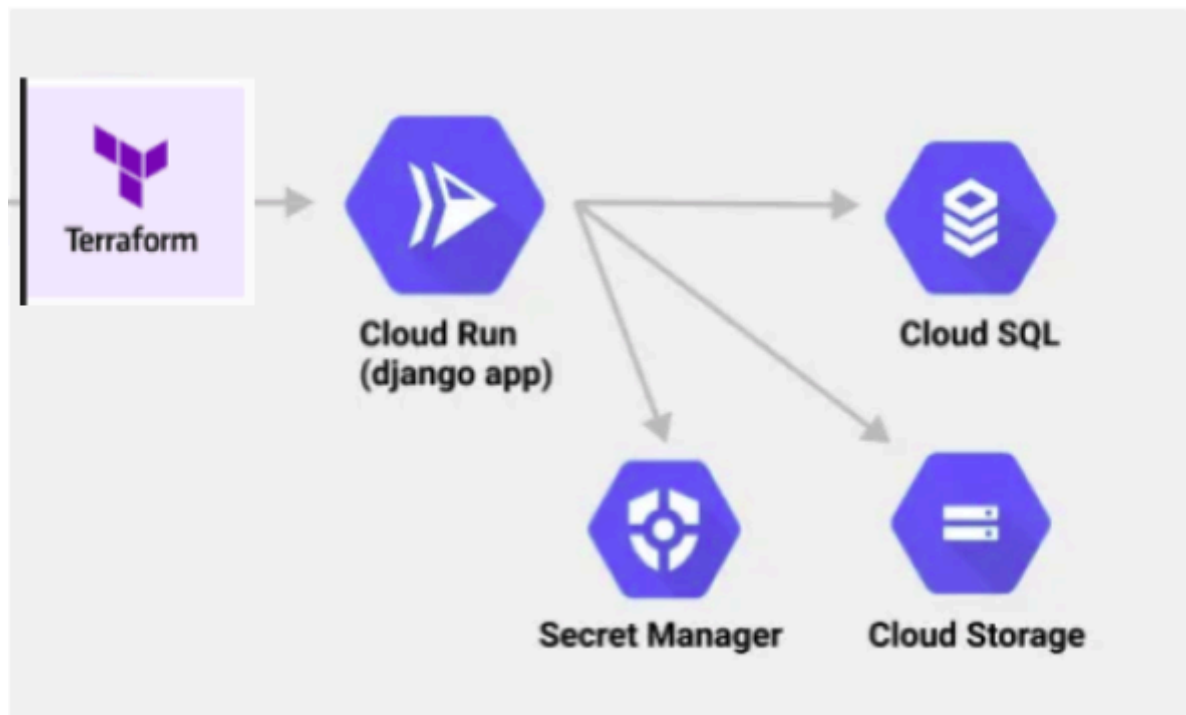 Terraform
Cloud Run
(django app)
Cloud SQL
Secret Manager
Cloud Storage